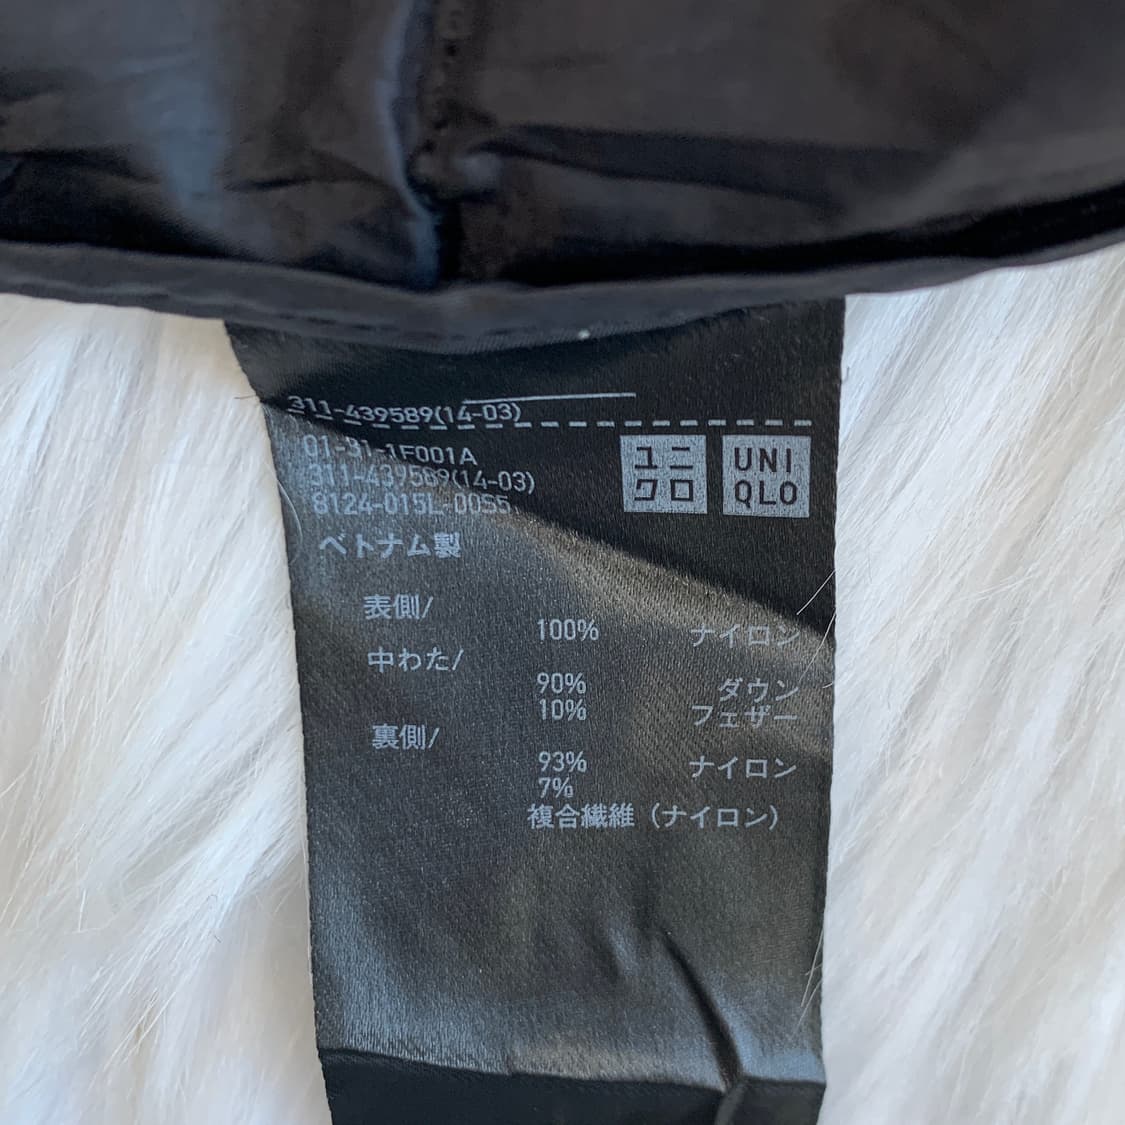 311-439589(14-03)
01-31-1F001A
311-439589(14-03)
8124-015L-0055
ユニ
クロ
UNI
QLO
ベトナム製
表側/
100% ナイロン
中わた/
90% ダウン
10% フェザー
裏側/
93% ナイロン
7%
複合繊維(ナイロン)